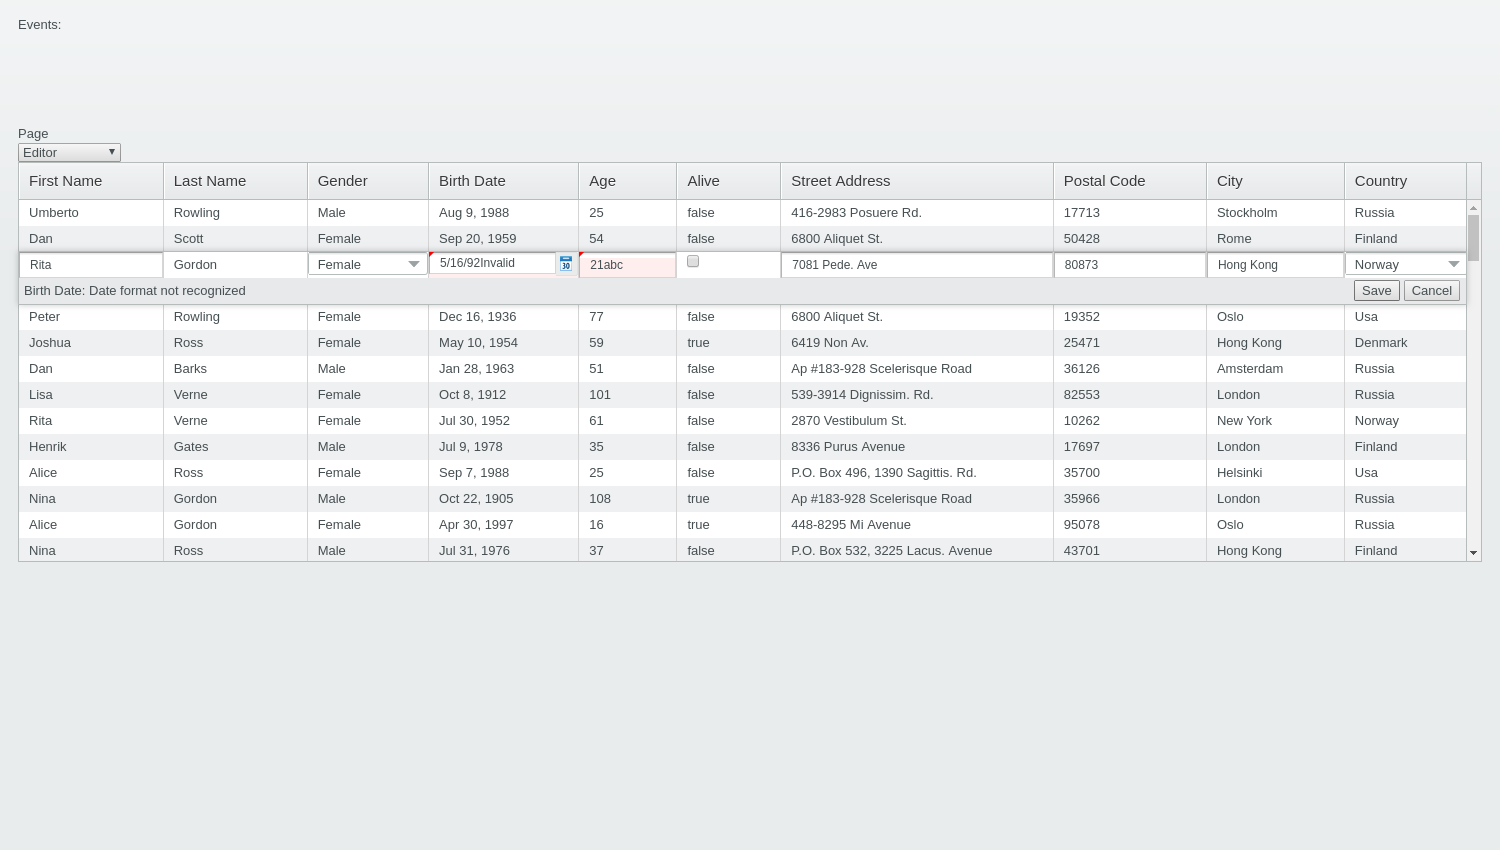 Events:
Page
Editor
First Name Last Name Gender Birth Date Age Alive Street Address Postal Code City Country
Umberto Rowling Male Aug 9, 1988 25 false 416-2983 Posuere Rd. 17713 Stockholm Russia
Dan Scott Female Sep 20, 1959 54 false 6800 Aliquet St. 50428 Rome Finland
Rita Gordon Female 5/16/92Invalid 30 21abc 7081 Pede. Ave 80873 Hong Kong Norway
Birth Date: Date format not recognized Save Cancel
Peter Rowling Female Dec 16, 1936 77 false 6800 Aliquet St. 19352 Oslo Usa
Joshua Ross Female May 10, 1954 59 true 6419 Non Av. 25471 Hong Kong Denmark
Dan Barks Male Jan 28, 1963 51 false Ap #183-928 Scelerisque Road 36126 Amsterdam Russia
Lisa Verne Female Oct 8, 1912 101 false 539-3914 Dignissim. Rd. 82553 London Russia
Rita Verne Female Jul 30, 1952 61 false 2870 Vestibulum St. 10262 New York Norway
Henrik Gates Male Jul 9, 1978 35 false 8336 Purus Avenue 17697 London Finland
Alice Ross Female Sep 7, 1988 25 false P.O. Box 496, 1390 Sagittis. Rd. 35700 Helsinki Usa
Nina Gordon Male Oct 22, 1905 108 true Ap #183-928 Scelerisque Road 35966 London Russia
Alice Gordon Female Apr 30, 1997 16 true 448-8295 Mi Avenue 95078 Oslo Russia
Nina Ross Male Jul 31, 1976 37 false P.O. Box 532, 3225 Lacus. Avenue 43701 Hong Kong Finland